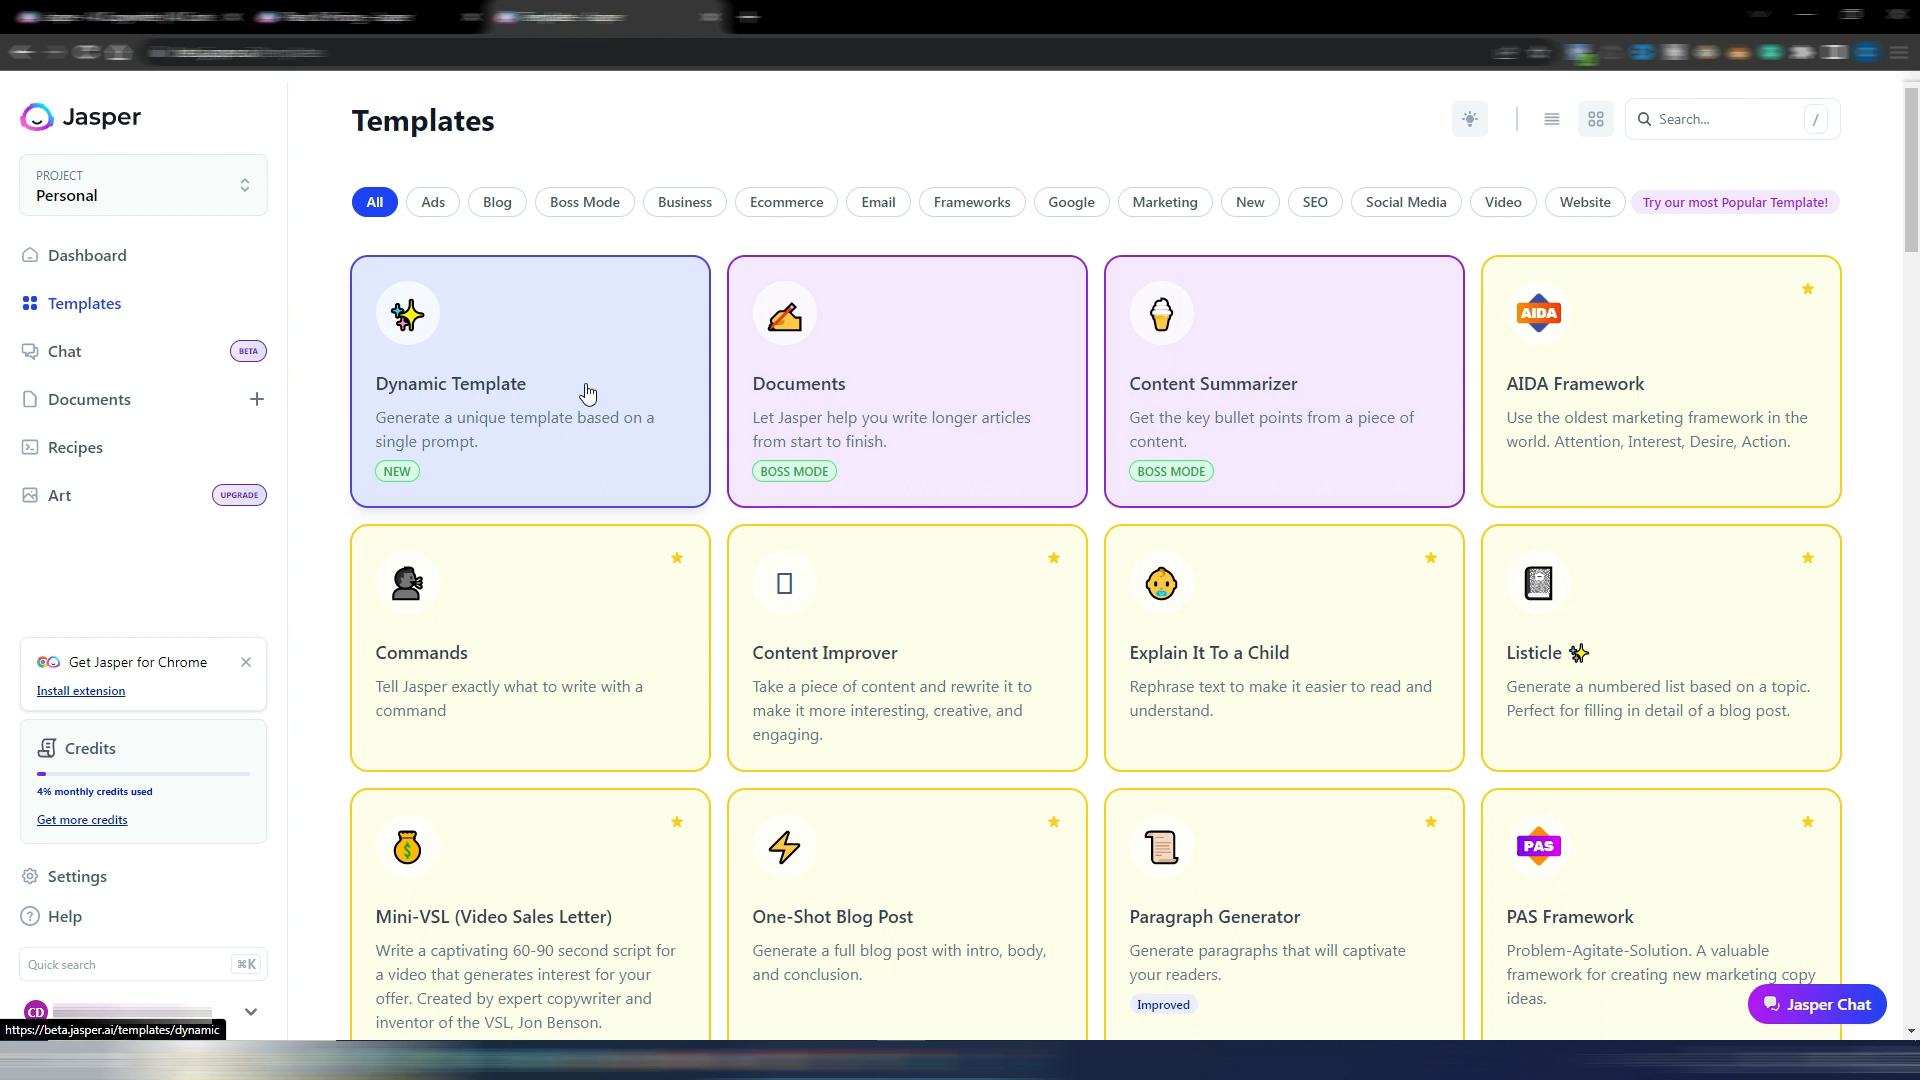 Jasper
PROJECT
Personal
Dashboard
Templates
Chat
BETA
Documents
Recipes
Art
UPGRADE
Get Jasper for Chrome
Install extension
Credits
4% monthly credits used
Get more credits
Settings
Help
Quick search
⌘K
CD
https://beta.jasper.ai/templates/dynamic
Templates
Search...
/
All
Ads
Blog
Boss Mode
Business
Ecommerce
Email
Frameworks
Google
Marketing
New
SEO
Social Media
Video
Website
Try our most Popular Template!
Dynamic Template
Generate a unique template based on a
single prompt.
NEW
Documents
Let Jasper help you write longer articles
from start to finish.
BOSS MODE
Content Summarizer
Get the key bullet points from a piece of
content.
BOSS MODE
AIDA
AIDA Framework
Use the oldest marketing framework in the
world. Attention, Interest, Desire, Action.
Commands
Tell Jasper exactly what to write with a
command
Content Improver
Take a piece of content and rewrite it to
make it more interesting, creative, and
engaging.
Explain It To a Child
Rephrase text to make it easier to read and
understand.
Listicle ✨
Generate a numbered list based on a topic.
Perfect for filling in detail of a blog post.
Mini-VSL (Video Sales Letter)
Write a captivating 60-90 second script for
a video that generates interest for your
offer. Created by expert copywriter and
inventor of the VSL, Jon Benson.
One-Shot Blog Post
Generate a full blog post with intro, body,
and conclusion.
Paragraph Generator
Generate paragraphs that will captivate
your readers.
Improved
PAS
PAS Framework
Problem-Agitate-Solution. A valuable
framework for creating new marketing copy
ideas.
Jasper Chat